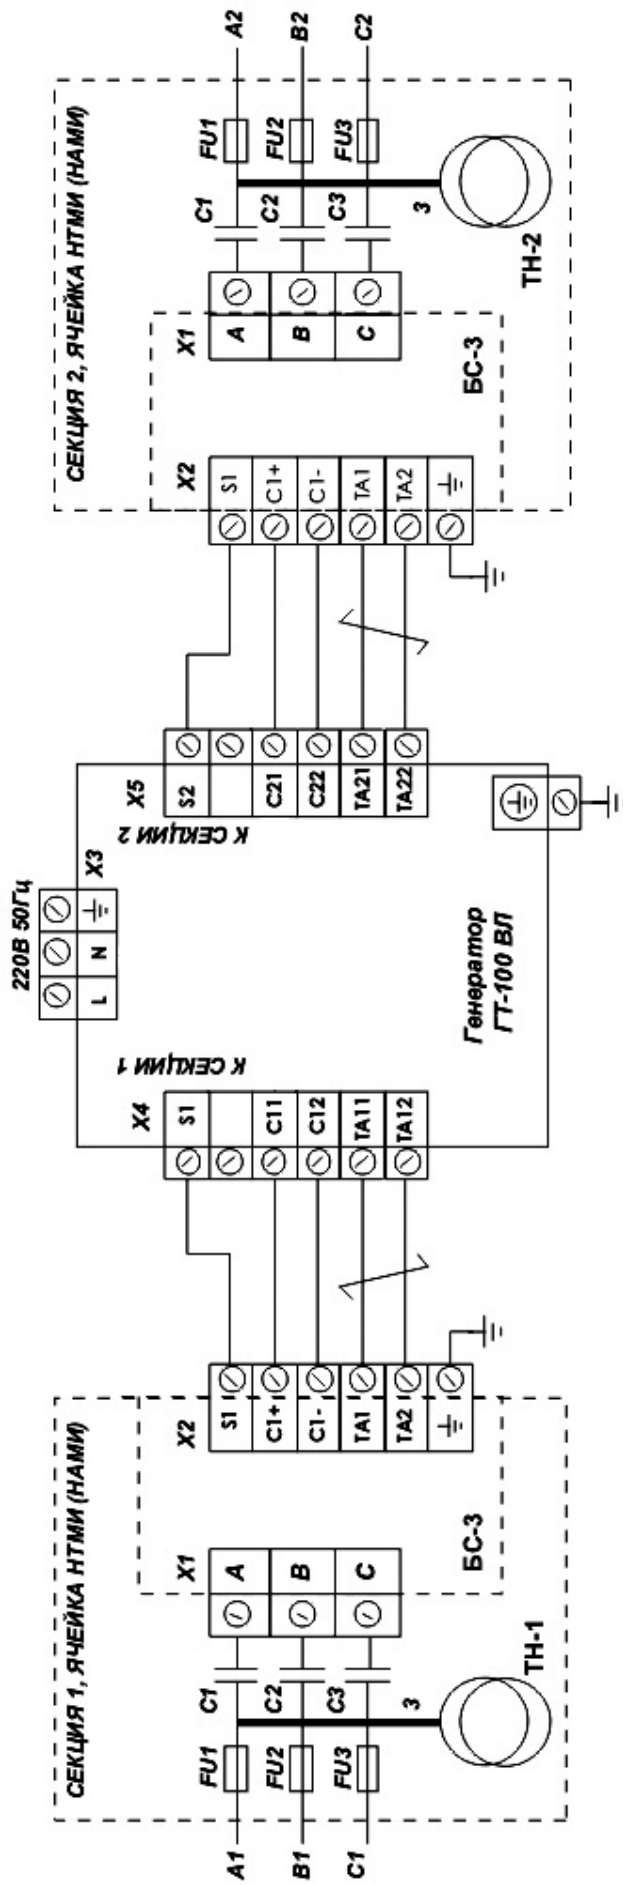 СЕКЦИЯ 1, ЯЧЕЙКА НТМИ (НАМИ)
A1
B1
C1
FU1
FU2
FU3
C1
C2
C3
3
ТН-1
X1
A
B
C
БС-3
X2
S1
C1+
C1-
TA1
TA2
X4
S1
C11
C12
TA11
TA12
К СЕКЦИИ 1
220В 50Гц
L
N
X3
Генератор
ГТ-100 ВЛ
К СЕКЦИИ 2
X5
S2
C21
C22
TA21
TA22
СЕКЦИЯ 2, ЯЧЕЙКА НТМИ (НАМИ)
X2
S1
C1+
C1-
TA1
TA2
X1
A
B
C
БС-3
C1
C2
C3
3
ТН-2
FU1
FU2
FU3
A2
B2
C2